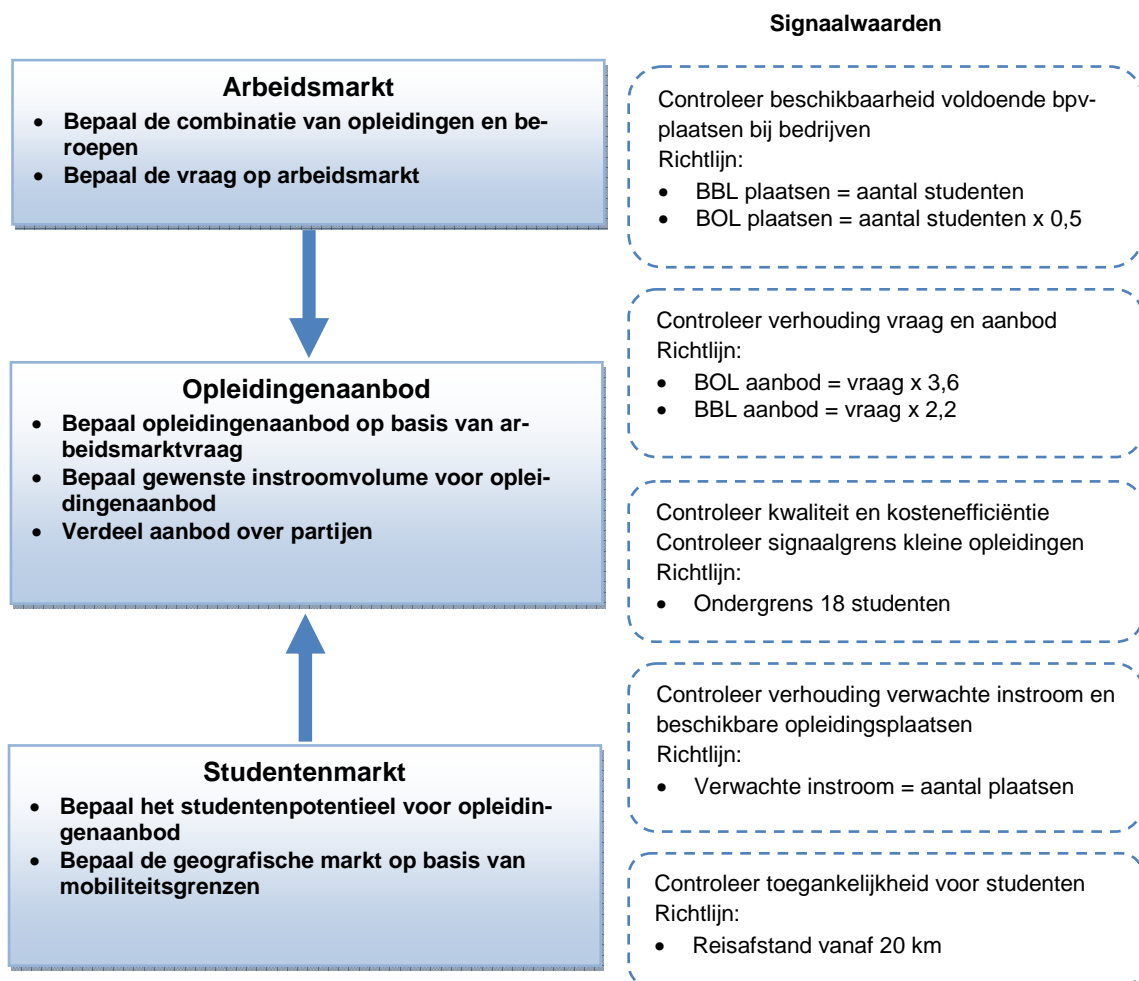 Signaalwaarden
Arbeidsmarkt
• Bepaal de combinatie van opleidingen en be-
roepen
• Bepaal de vraag op arbeidsmarkt
Controleer beschikbaarheid voldoende bpv-
plaatsen bij bedrijven
Richtlijn:
• BBL plaatsen = aantal studenten
• BOL plaatsen = aantal studenten x 0,5
Controleer verhouding vraag en aanbod
Richtlijn:
• BOL aanbod = vraag x 3,6
• BBL aanbod = vraag x 2,2
Opleidingenaanbod
• Bepaal opleidingenaanbod op basis van ar-
beidsmarktvraag
• Bepaal gewenste instroomvolume voor oplei-
dingenaanbod
• Verdeel aanbod over partijen
Controleer kwaliteit en kostenefficiëntie
Controleer signaalgrens kleine opleidingen
Richtlijn:
• Ondergrens 18 studenten
Controleer verhouding verwachte instroom en
beschikbare opleidingsplaatsen
Richtlijn:
• Verwachte instroom = aantal plaatsen
Studentenmarkt
• Bepaal het studentenpotentieel voor opleidin-
genaanbod
• Bepaal de geografische markt op basis van
mobiliteitsgrenzen
Controleer toegankelijkheid voor studenten
Richtlijn:
• Reisafstand vanaf 20 km